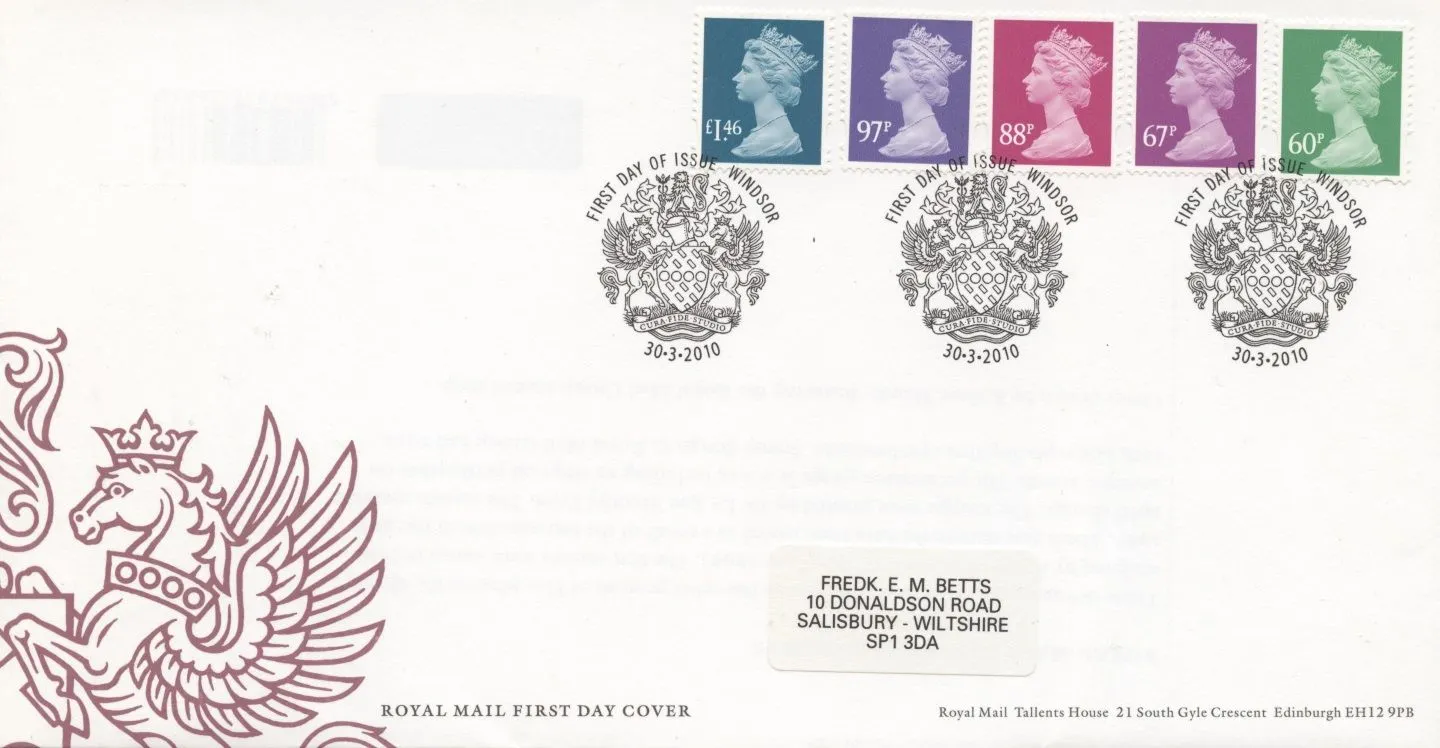 £1.46
97P
88P
67P
60P
FIRST DAY OF ISSUE WINDSOR
CURA·FIDE·STUDIO
30·3·2010
FIRST DAY OF ISSUE WINDSOR
CURA·FIDE·STUDIO
30·3·2010
FIRST DAY OF ISSUE WINDSOR
CURA·FIDE·STUDIO
30·3·2010
FREDK. E. M. BETTS
10 DONALDSON ROAD
SALISBURY - WILTSHIRE
SP1 3DA
ROYAL MAIL FIRST DAY COVER
Royal Mail Tallents House 21 South Gyle Crescent Edinburgh EH12 9PB